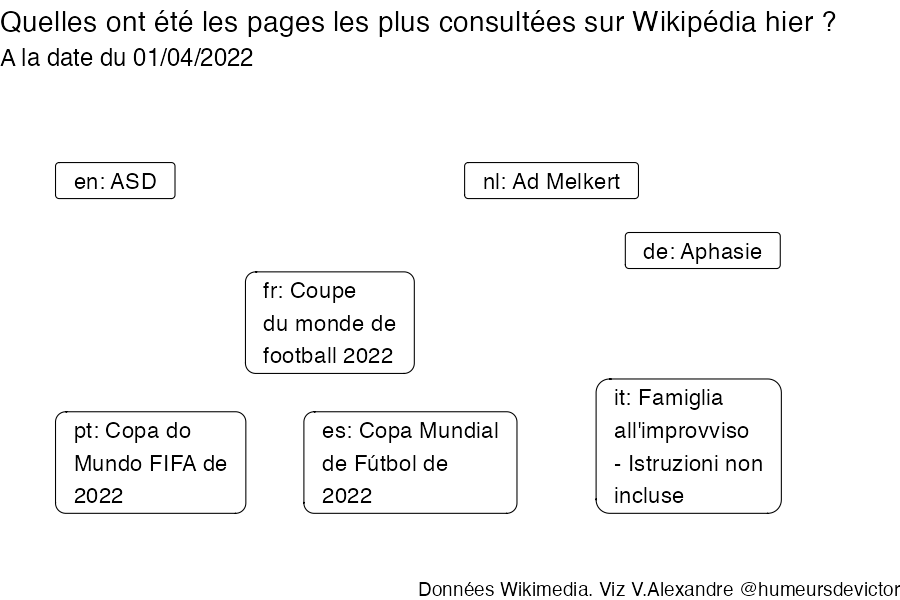 Quelles ont été les pages les plus consultées sur Wikipédia hier ?
A la date du 01/04/2022
en: ASD
nl: Ad Melkert
de: Aphasie
fr: Coupe
du monde de
football 2022
pt: Copa do
Mundo FIFA de
2022
es: Copa Mundial
de Fútbol de
2022
it: Famiglia
all'improvviso
- Istruzioni non
incluse
Données Wikimedia. Viz V.Alexandre @humeursdevictor